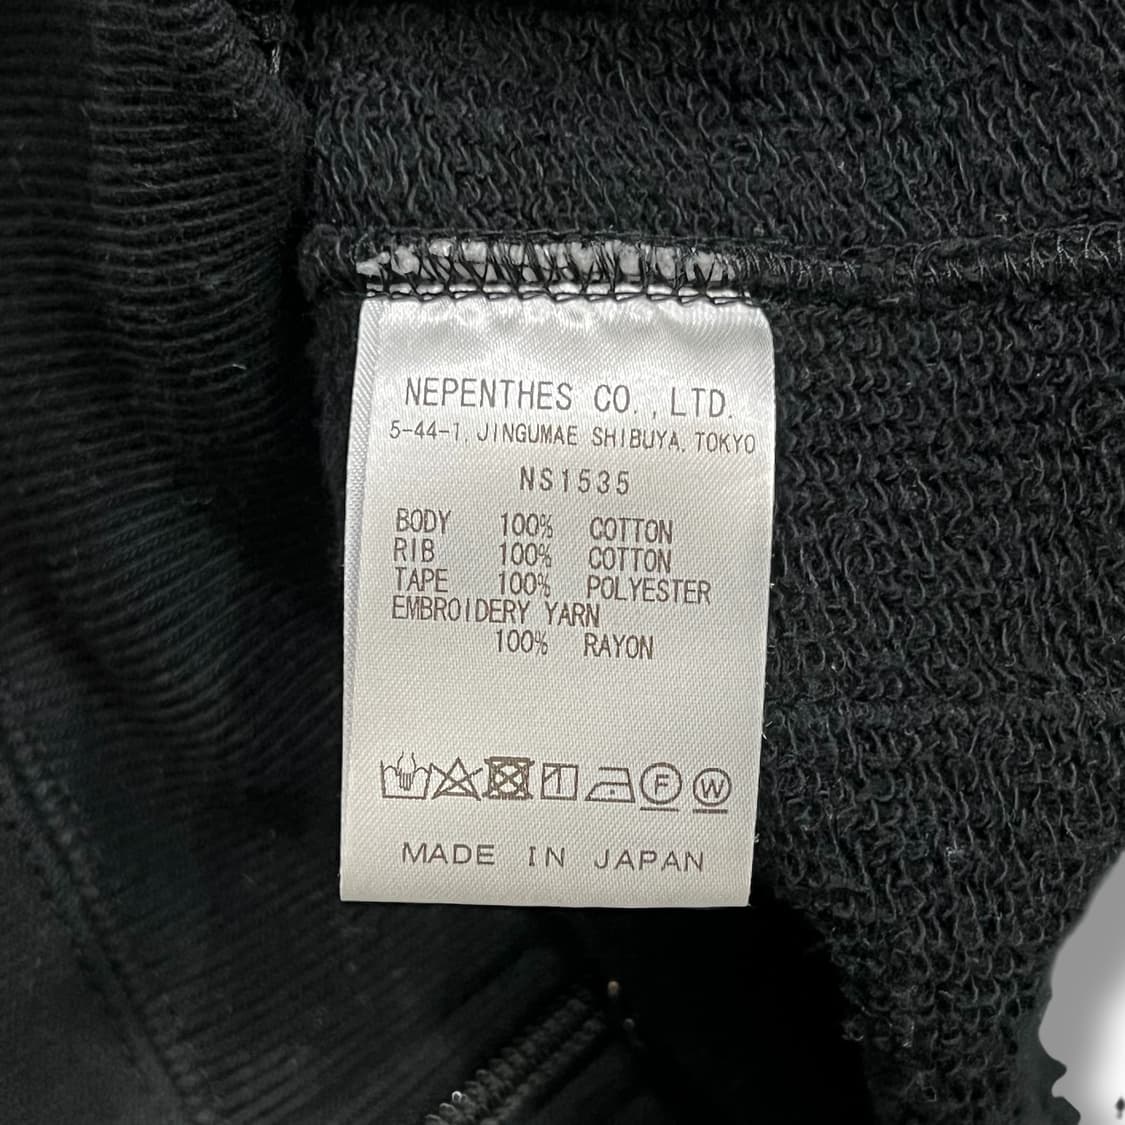 NEPENTHES CO.,LTD.
5-44-1, JINGUMAE SHIBUYA, TOKYO
NS1535
BODY 100% COTTON
RIB 100% COTTON
TAPE 100% POLYESTER
EMBROIDERY YARN
100% RAYON
F W
MADE IN JAPAN